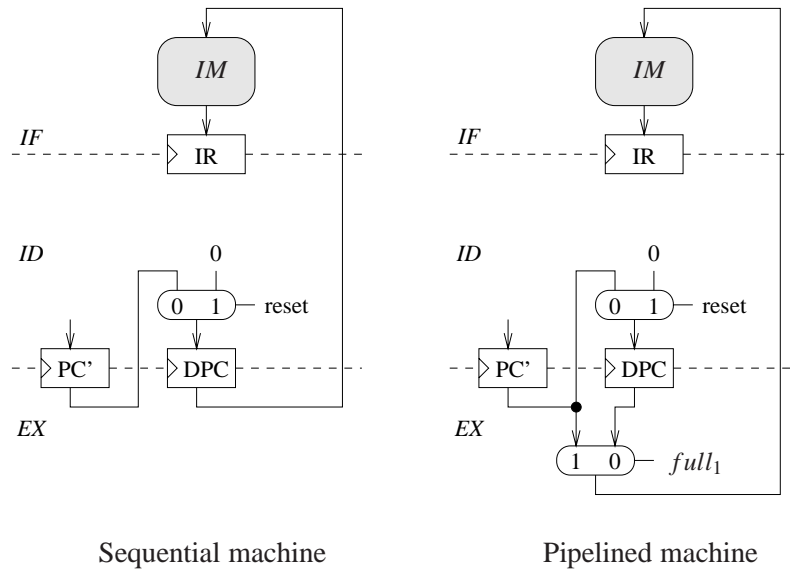 IM IM
IF IR IF IR
ID 0 ID 0
0 1 reset 0 1 reset
PC' DPC PC' DPC
EX EX
1 0 full1
Sequential machine Pipelined machine